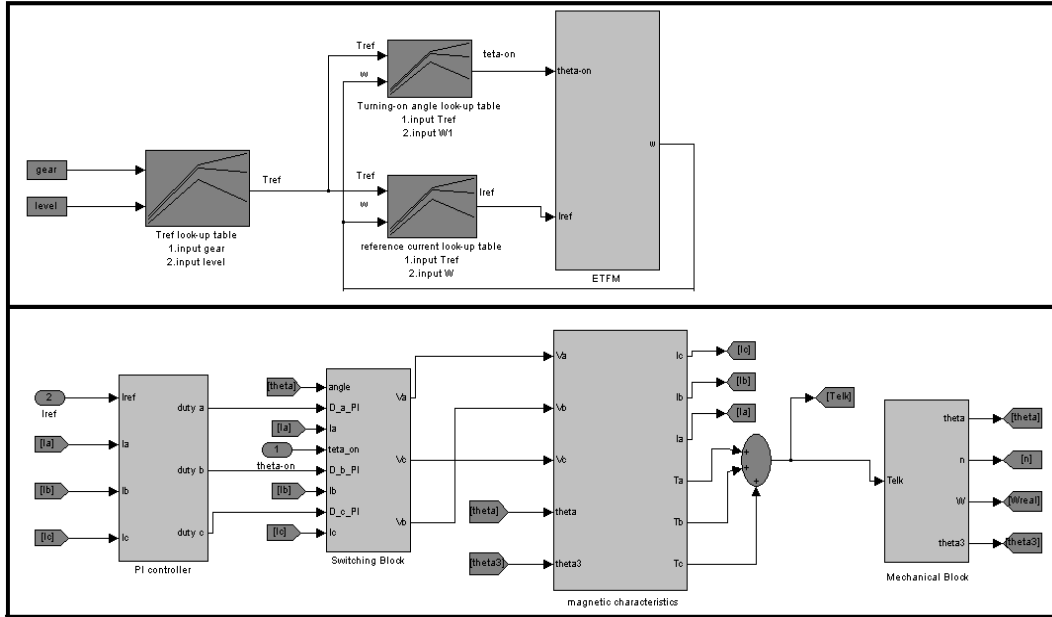 Tref
teta-on
w
theta-on
Turning-on angle look-up table
1.input Tref
2.input W1
gear
level
Tref
w
Tref
w
Iref
Iref
Tref look-up table
1.input gear
2.input level
reference current look-up table
1.input Tref
2.input W
ETFM
2
Iref
[Ia]
[Ib]
[Ic]
Iref
Ia
Ib
Ic
duty a
duty b
duty c
PI controller
[theta]
[Ia]
1
theta-on
[Ib]
[Ic]
angle
D_a_PI
Ia
teta_on
D_b_PI
Ib
D_c_PI
Ic
Va
Vc
Vb
Switching Block
[theta]
[theta3]
Va
Vb
Vc
theta
theta3
Ic
Ib
Ia
Ta
Tb
Tc
magnetic characteristics
[Ic]
[Ib]
[Ia]
+
+
+
[Telk]
Telk
theta
n
W
theta3
Mechanical Block
[theta]
[n]
[Wreal]
[theta3]